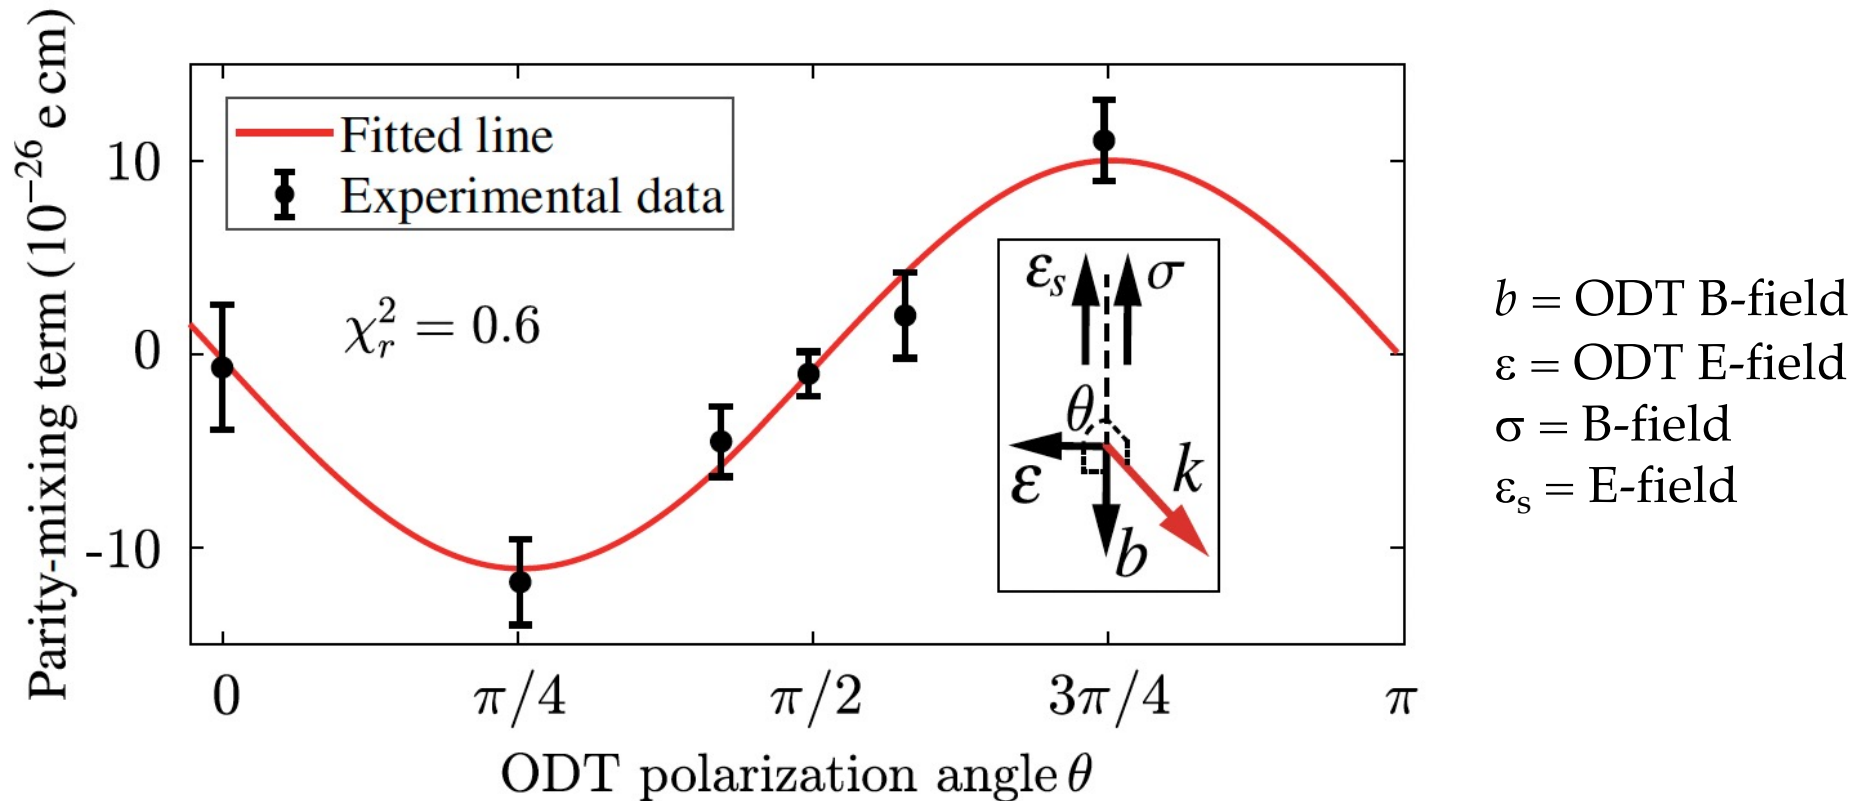 Parity-mixing term (10⁻²⁶ e cm)
10
0
-10
Fitted line
Experimental data
χ²ᵣ = 0.6
εₛ
σ
θ
ε
k
b
0
π/4
π/2
3π/4
π
ODT polarization angle θ
b = ODT B-field
ε = ODT E-field
σ = B-field
εₛ = E-field